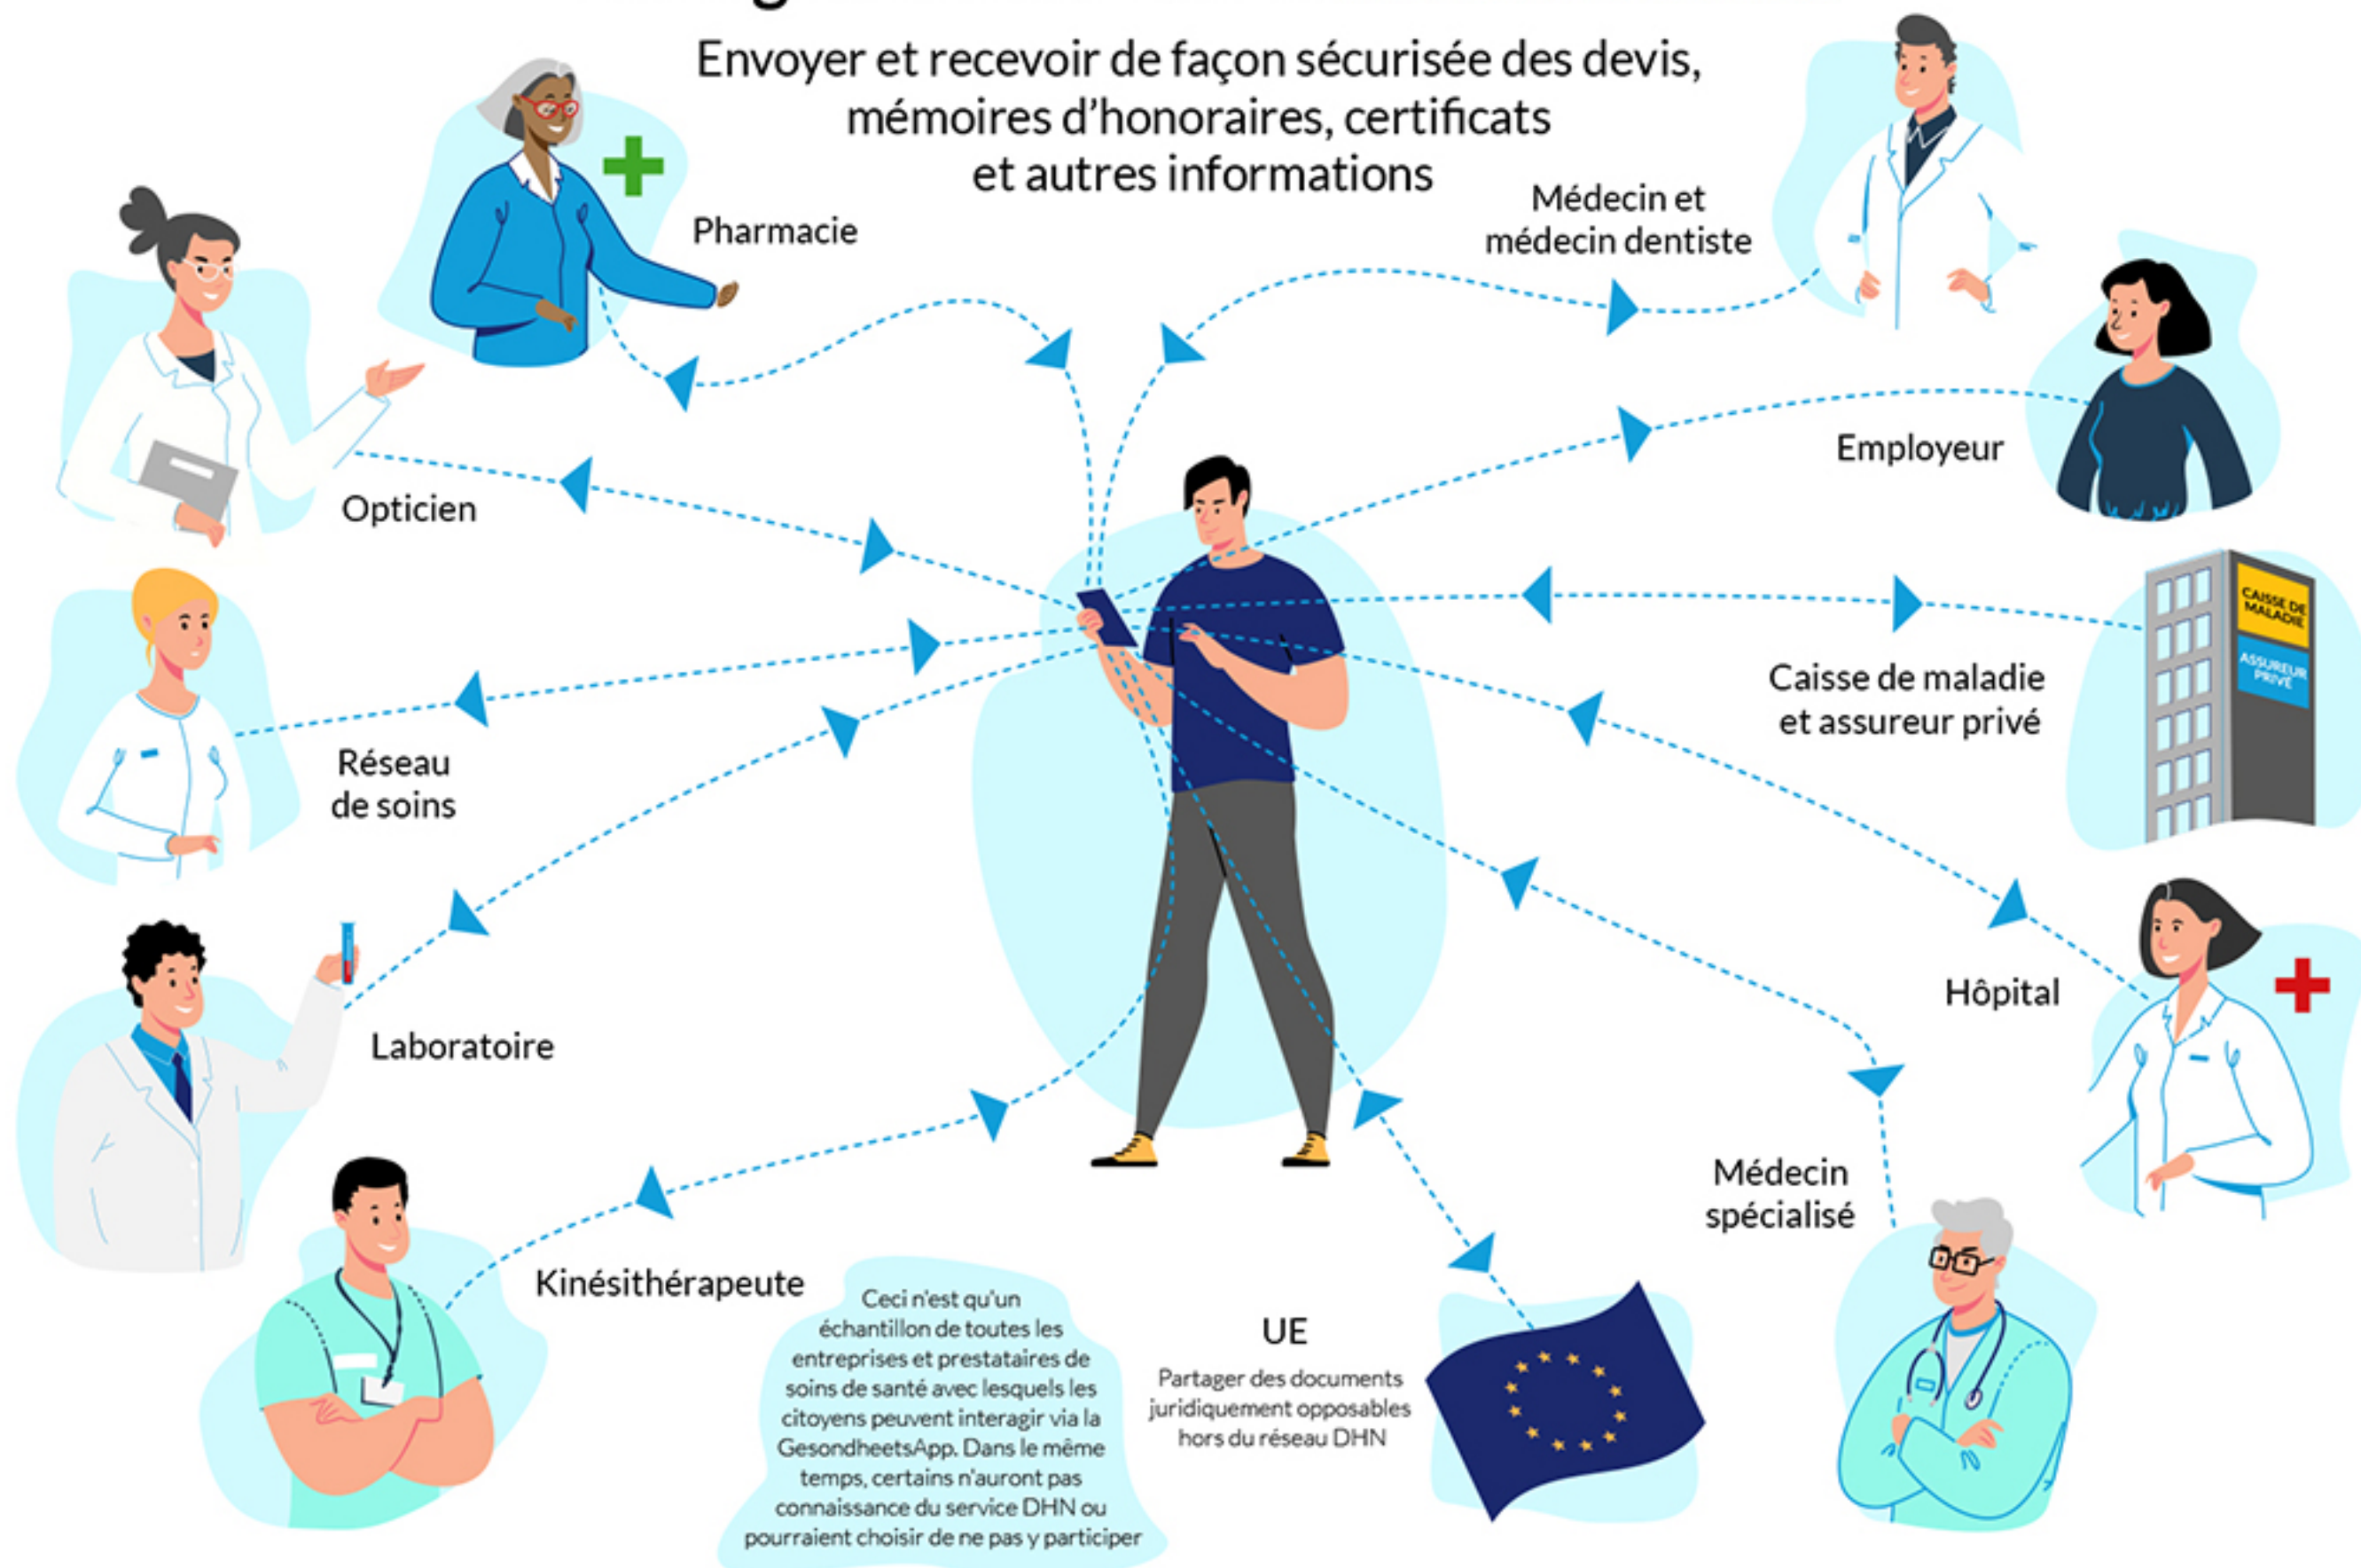 Envoyer et recevoir de façon sécurisée des devis,
mémoires d'honoraires, certificats
et autres informations
Pharmacie
Médecin et
médecin dentiste
Opticien
Employeur
CAISSE DE
MALADIE
ASSUREUR
PRIVÉ
Caisse de maladie
et assureur privé
Réseau
de soins
Hôpital
Laboratoire
Médecin
spécialisé
Kinésithérapeute
Ceci n'est qu'un
échantillon de toutes les
entreprises et prestataires de
soins de santé avec lesquels les
citoyens peuvent interagir via la
GesondheetsApp. Dans le même
temps, certains n'auront pas
connaissance du service DHN ou
pourraient choisir de ne pas y participer
UE
Partager des documents
juridiquement opposables
hors du réseau DHN